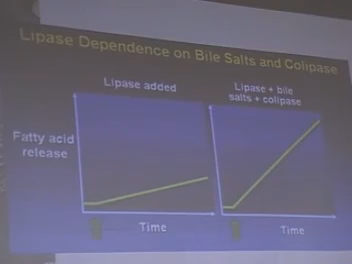 Lipase Dependence on Bile Salts and Colipase
Lipase added
Lipase + bile
salts + colipase
Fatty acid
release
Time
Time